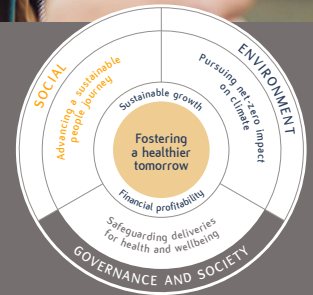 SOCIAL
ENVIRONMENT
Advancing a sustainable
people journey
Pursuing net-zero impact
on climate
Sustainable growth
Fostering
a healthier
tomorrow
Financial profitability
Safeguarding deliveries
for health and wellbeing
GOVERNANCE AND SOCIETY